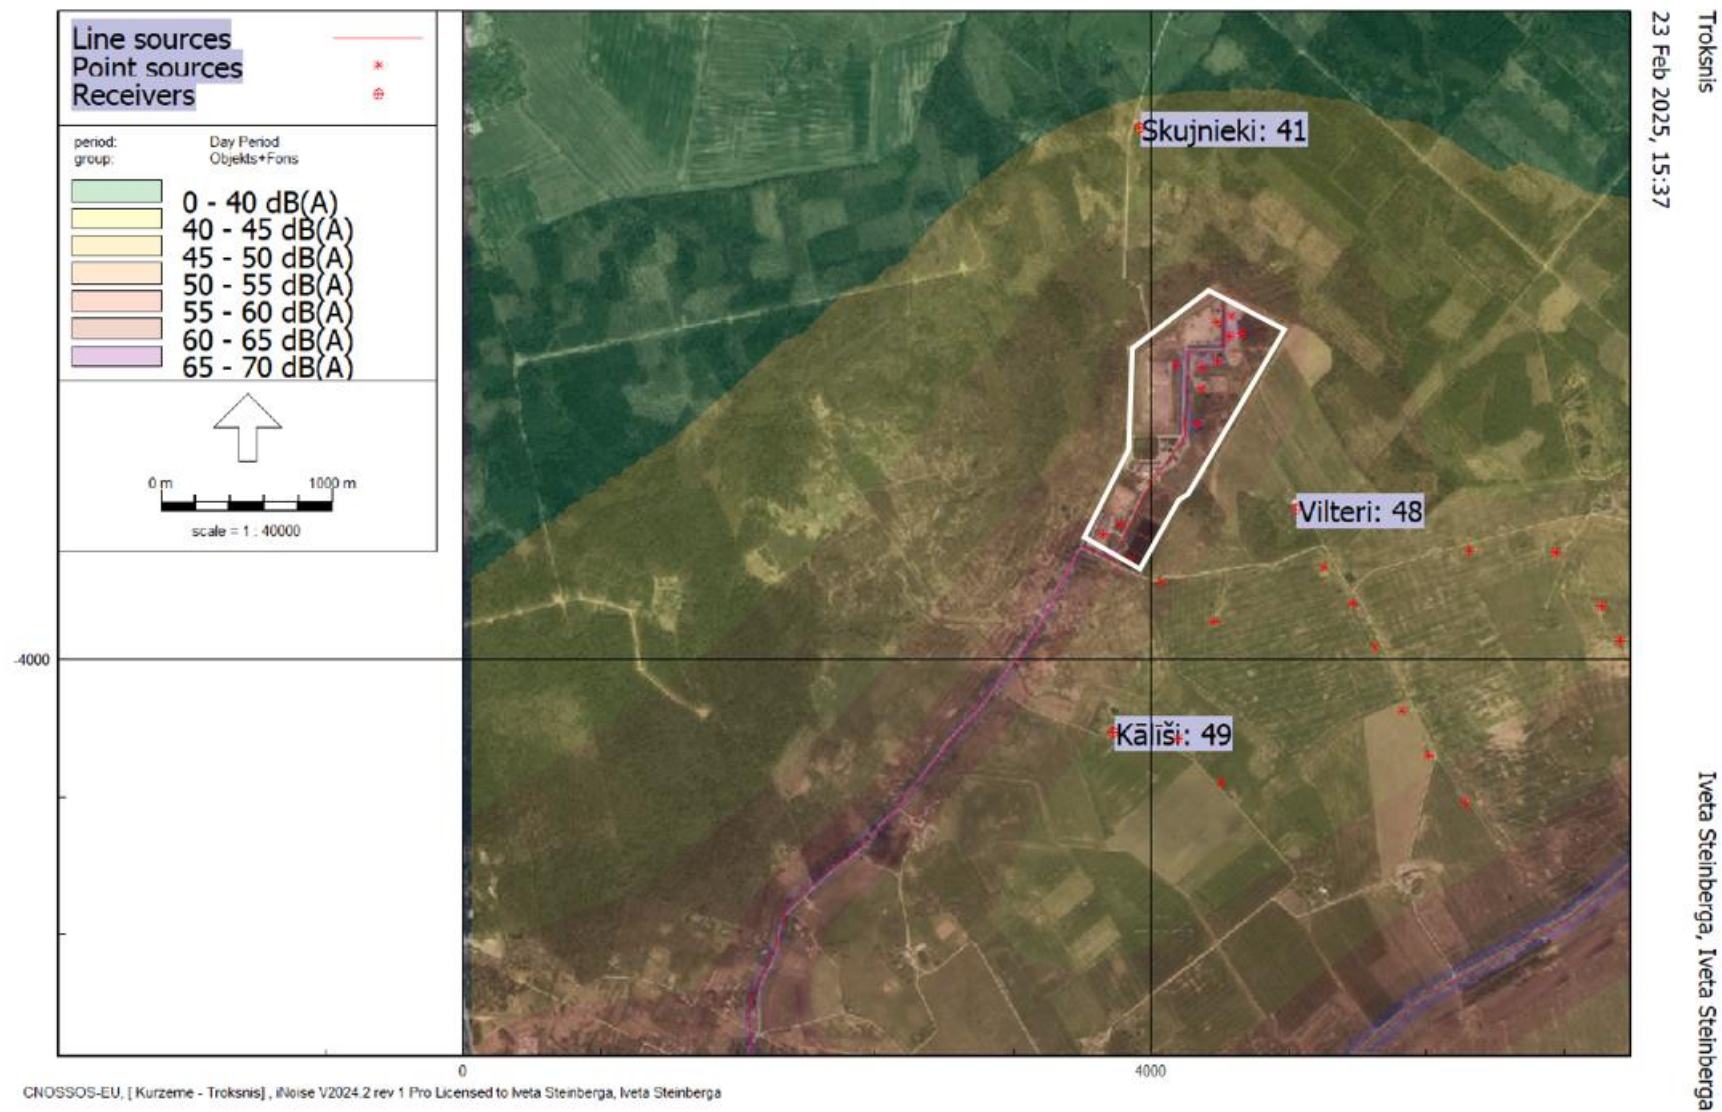 Line sources
Point sources
Receivers
period: Day Period
group: Objekts+Fons
0 - 40 dB(A)
40 - 45 dB(A)
45 - 50 dB(A)
50 - 55 dB(A)
55 - 60 dB(A)
60 - 65 dB(A)
65 - 70 dB(A)
0 m 1000 m
scale = 1 : 40000
Skujnieki: 41
Vilteri: 48
Kālīši: 49
-4000
0 4000
CNOSSOS-EU, [ Kurzeme - Troksnis] , iNoise V2024.2 rev 1 Pro Licensed to Iveta Steinberga, Iveta Steinberga
Troksnis
23 Feb 2025, 15:37
Iveta Steinberga, Iveta Steinberga